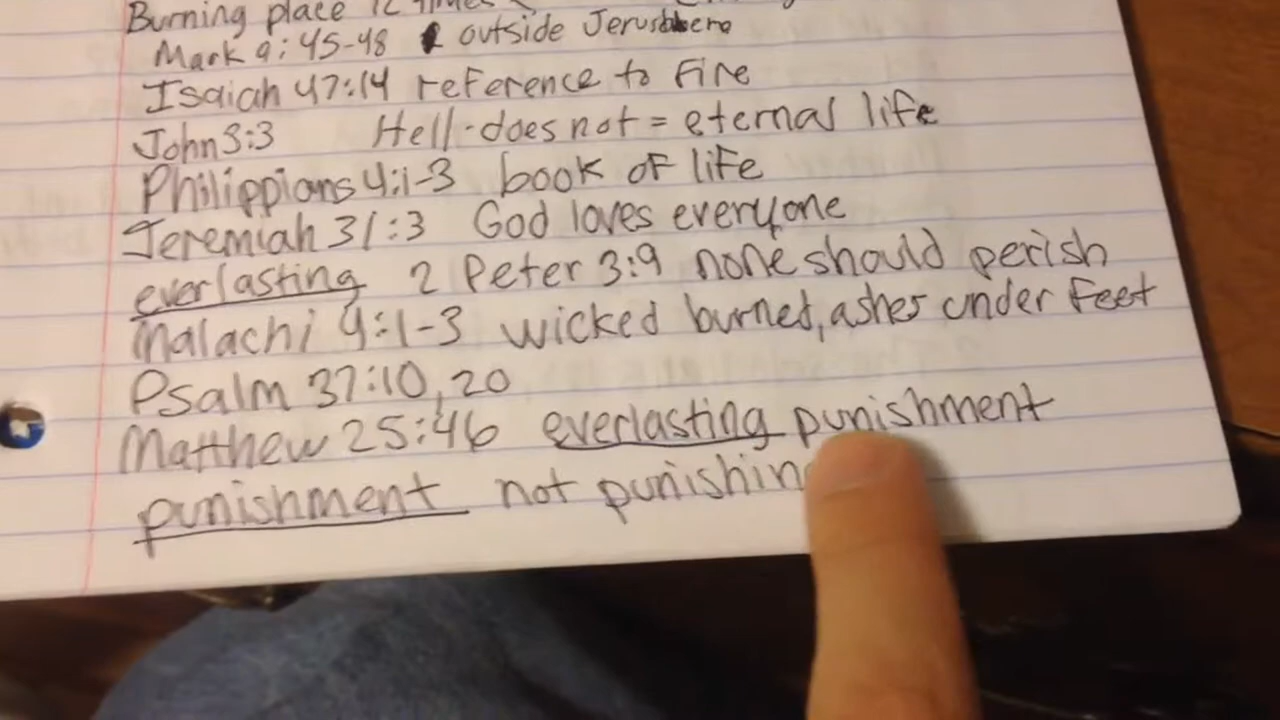 Burning place 12 times
Mark 9:45-48 outside Jerusalem
Isaiah 47:14 reference to Fire
John 3:3 Hell-does not = eternal life
Philippians 4:1-3 book of life
Jeremiah 31:3 God loves everyone
everlasting 2 Peter 3:9 none should perish
Malachi 4:1-3 wicked burned, ashes under feet
Psalm 37:10,20
Matthew 25:46 everlasting punishment
punishment not punishin